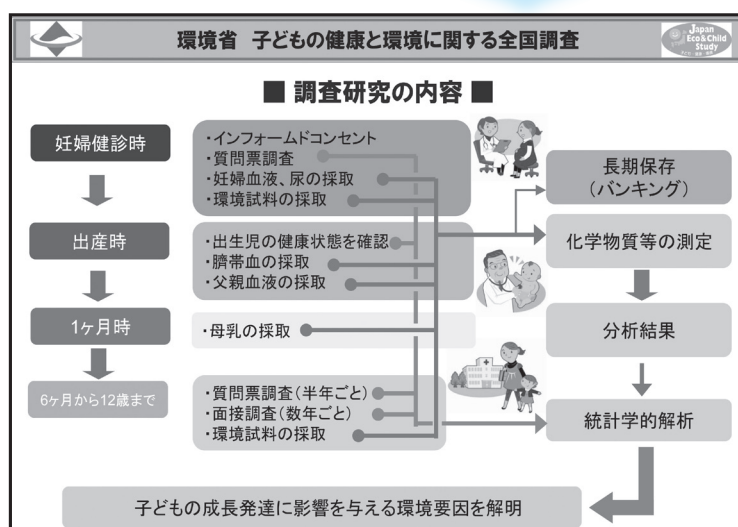 環境省 子どもの健康と環境に関する全国調査
Japan
Eco&Child
Study
■ 調査研究の内容 ■
妊婦健診時
・インフォームドコンセント
・質問票調査
・妊婦血液、尿の採取
・環境試料の採取
長期保存
(バンキング)
出産時
・出生児の健康状態を確認
・臍帯血の採取
・父親血液の採取
化学物質等の測定
1ヶ月時
・母乳の採取
分析結果
6ヶ月から12歳まで
・質問票調査(半年ごと)
・面接調査(数年ごと)
・環境試料の採取
統計学的解析
子どもの成長発達に影響を与える環境要因を解明